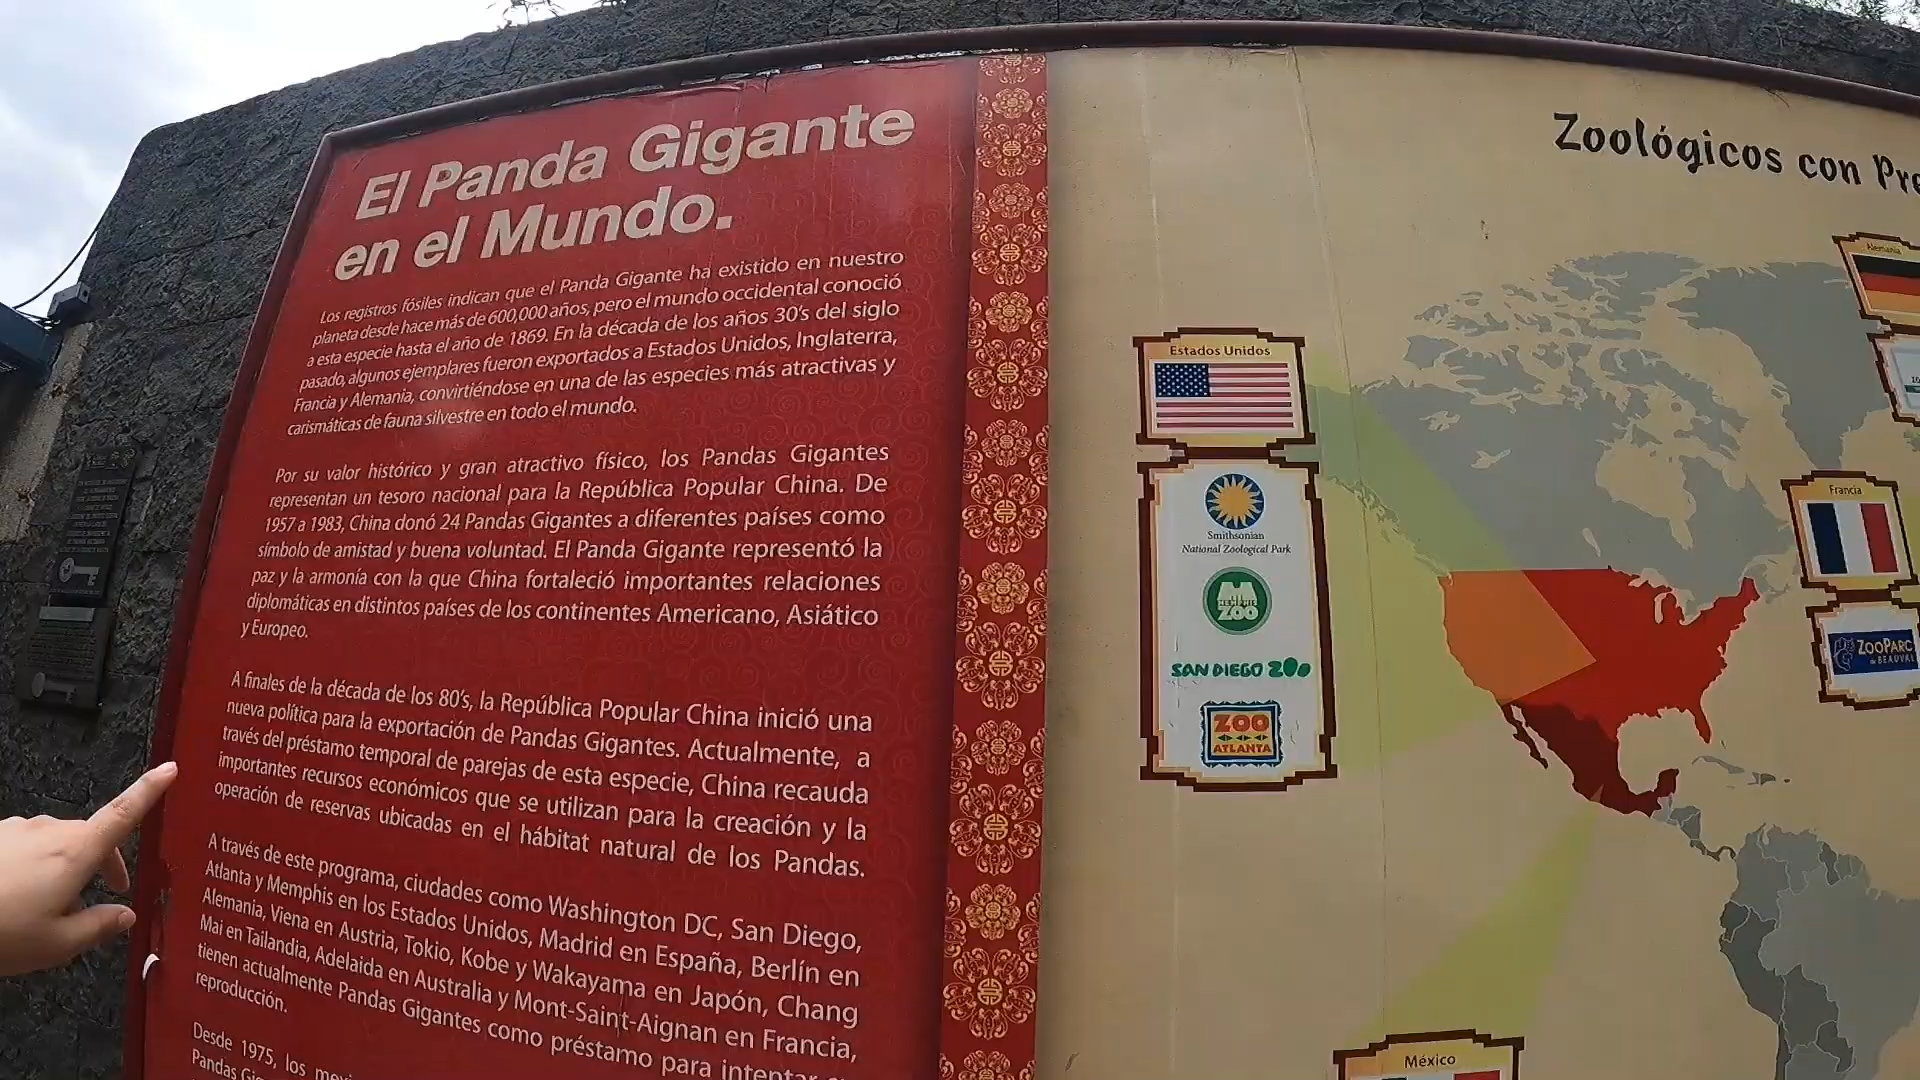 El Panda Gigante
en el Mundo.
Los registros fósiles indican que el Panda Gigante ha existido en nuestro
planeta desde hace más de 600,000 años, pero el mundo occidental conoció
a esta especie hasta el año de 1869. En la década de los años 30's del siglo
pasado, algunos ejemplares fueron exportados a Estados Unidos, Inglaterra,
Francia y Alemania, convirtiéndose en una de las especies más atractivas y
carismáticas de fauna silvestre en todo el mundo.
Por su valor histórico y gran atractivo físico, los Pandas Gigantes
representan un tesoro nacional para la República Popular China. De
1957 a 1983, China donó 24 Pandas Gigantes a diferentes países como
símbolo de amistad y buena voluntad. El Panda Gigante representó la
paz y la armonía con la que China fortaleció importantes relaciones
diplomáticas en distintos países de los continentes Americano, Asiático
y Europeo.
A finales de la década de los 80's, la República Popular China inició una
nueva política para la exportación de Pandas Gigantes. Actualmente, a
través del préstamo temporal de parejas de esta especie, China recauda
importantes recursos económicos que se utilizan para la creación y la
operación de reservas ubicadas en el hábitat natural de los Pandas.
A través de este programa, ciudades como Washington DC, San Diego,
Atlanta y Memphis en los Estados Unidos, Madrid en España, Berlín en
Alemania, Viena en Austria, Tokio, Kobe y Wakayama en Japón, Chang
Mai en Tailandia, Adelaida en Australia y Mont-Saint-Aignan en Francia,
tienen actualmente Pandas Gigantes como préstamo para intentar
reproducción.
Desde 1975, los
Pandas
Zoológicos con
Estados Unidos
Smithsonian
National Zoological Park
MEMPHIS
ZOO
SAN DIEGO ZOO
ZOO
ATLANTA
Alemania
Francia
ZOOPARC
de BEAUVAL
México